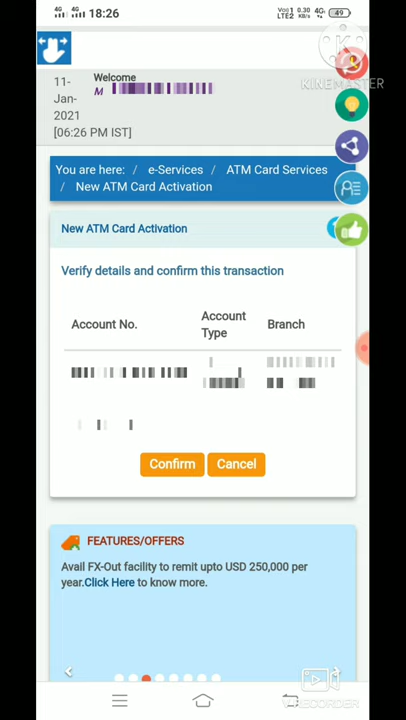 4G 4G 18:26
Vo1 LTE2 0.30 KB/s 4G 49
KINEMASTER
11-
Jan-
2021
[06:26 PM IST]
Welcome
M
You are here: / e-Services / ATM Card Services
/ New ATM Card Activation
New ATM Card Activation
Verify details and confirm this transaction
Account No. Account Type Branch
Confirm Cancel
FEATURES/OFFERS
Avail FX-Out facility to remit upto USD 250,000 per
year.Click Here to know more.
RECORDER